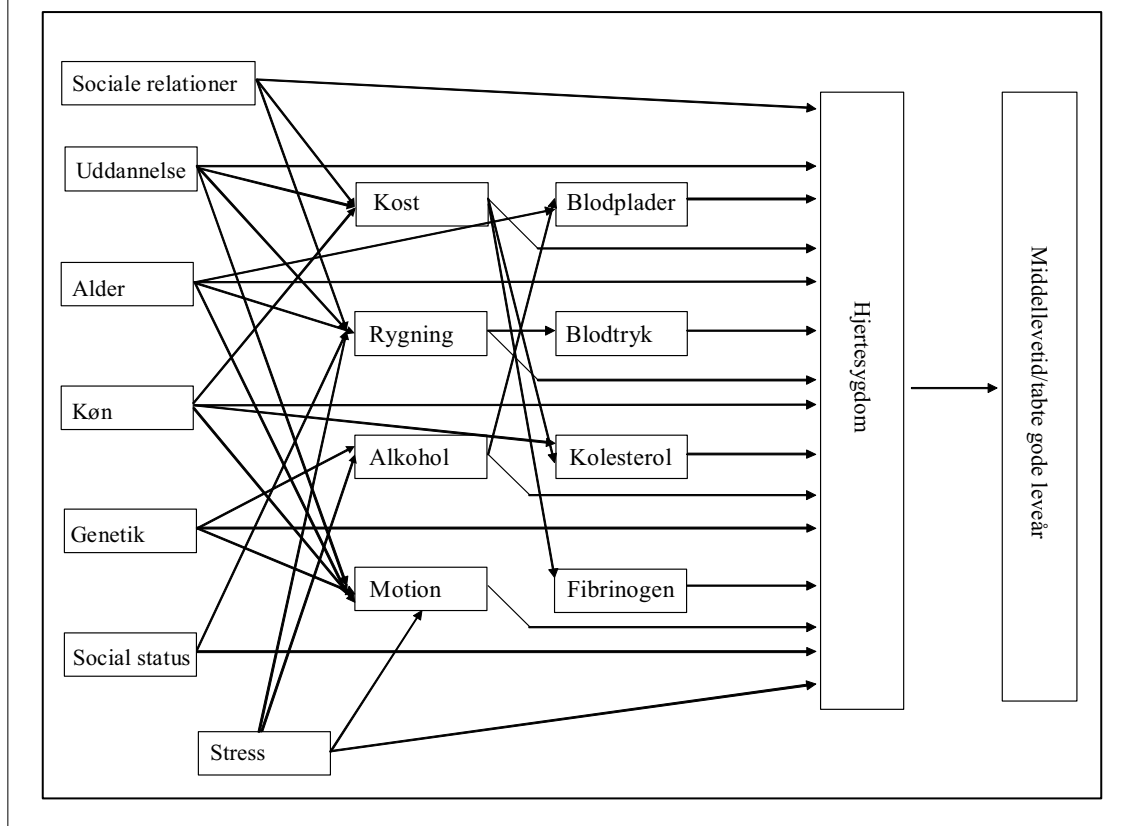 Sociale relationer
Uddannelse
Alder
Køn
Genetik
Social status
Stress
Kost
Rygning
Alkohol
Motion
Blodplader
Blodtryk
Kolesterol
Fibrinogen
Hjertesygdom
Middellevetid/tabte gode leveår